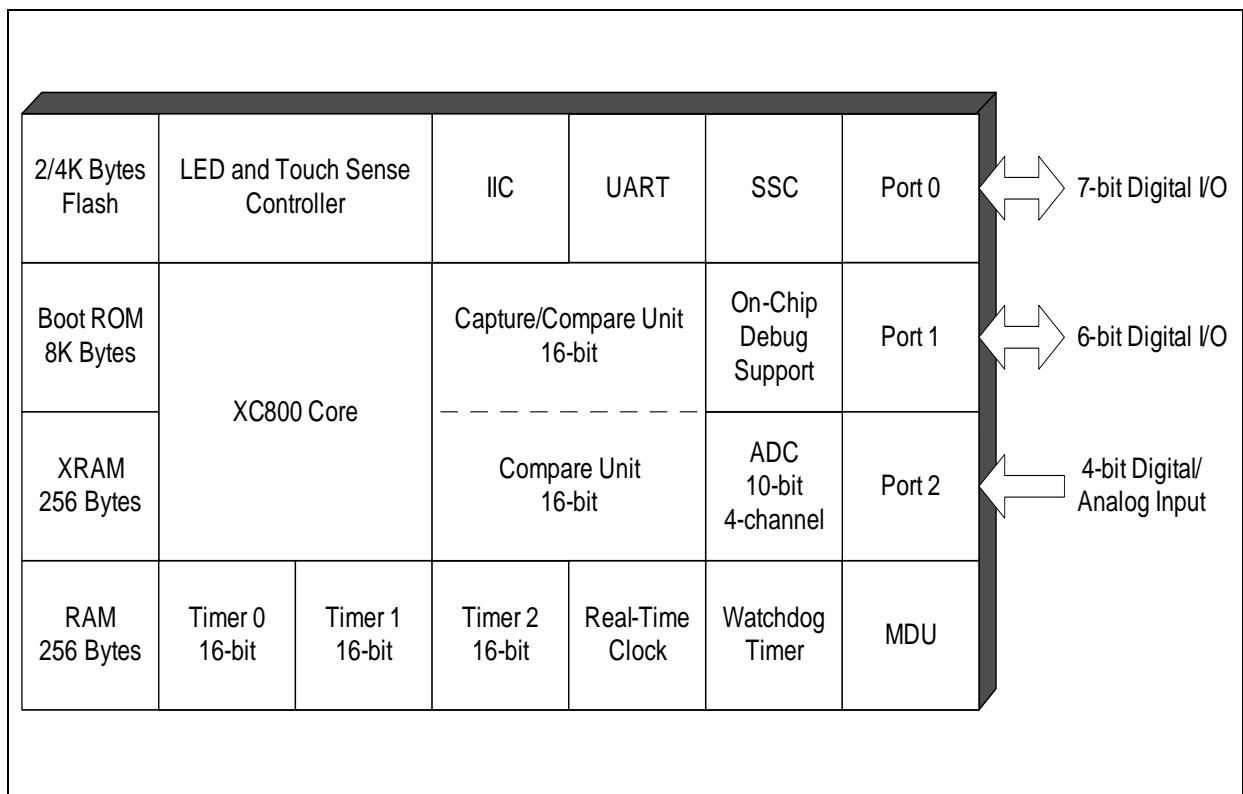 2/4K Bytes
Flash
LED and Touch Sense
Controller
IIC
UART
SSC
Port 0
7-bit Digital I/O
Boot ROM
8K Bytes
XC800 Core
Capture/Compare Unit
16-bit
On-Chip
Debug
Support
Port 1
6-bit Digital I/O
XRAM
256 Bytes
Compare Unit
16-bit
ADC
10-bit
4-channel
Port 2
4-bit Digital/
Analog Input
RAM
256 Bytes
Timer 0
16-bit
Timer 1
16-bit
Timer 2
16-bit
Real-Time
Clock
Watchdog
Timer
MDU